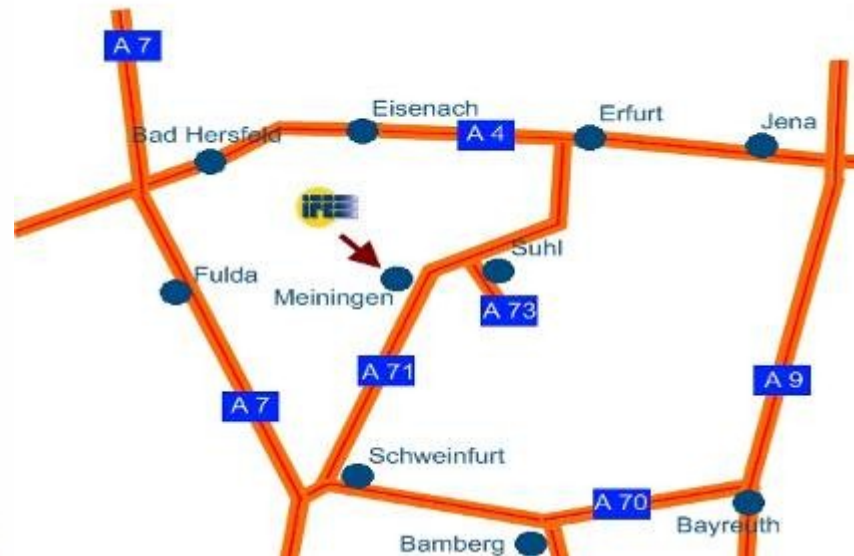 A 7
Eisenach
Erfurt
Jena
Bad Hersfeld
A 4
Fulda
Meiningen
Suhl
A 73
A 71
A 9
A 7
Schweinfurt
A 70
Bayreuth
Bamberg